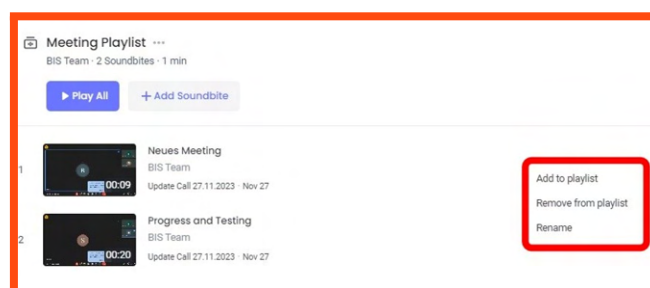 Meeting Playlist ...
BIS Team · 2 Soundbites · 1 min
Play All
+ Add Soundbite
1
Neues Meeting
BIS Team
00:09
Update Call 27.11.2023 · Nov 27
Add to playlist
Remove from playlist
Rename
2
Progress and Testing
BIS Team
00:20
Update Call 27.11.2023 · Nov 27